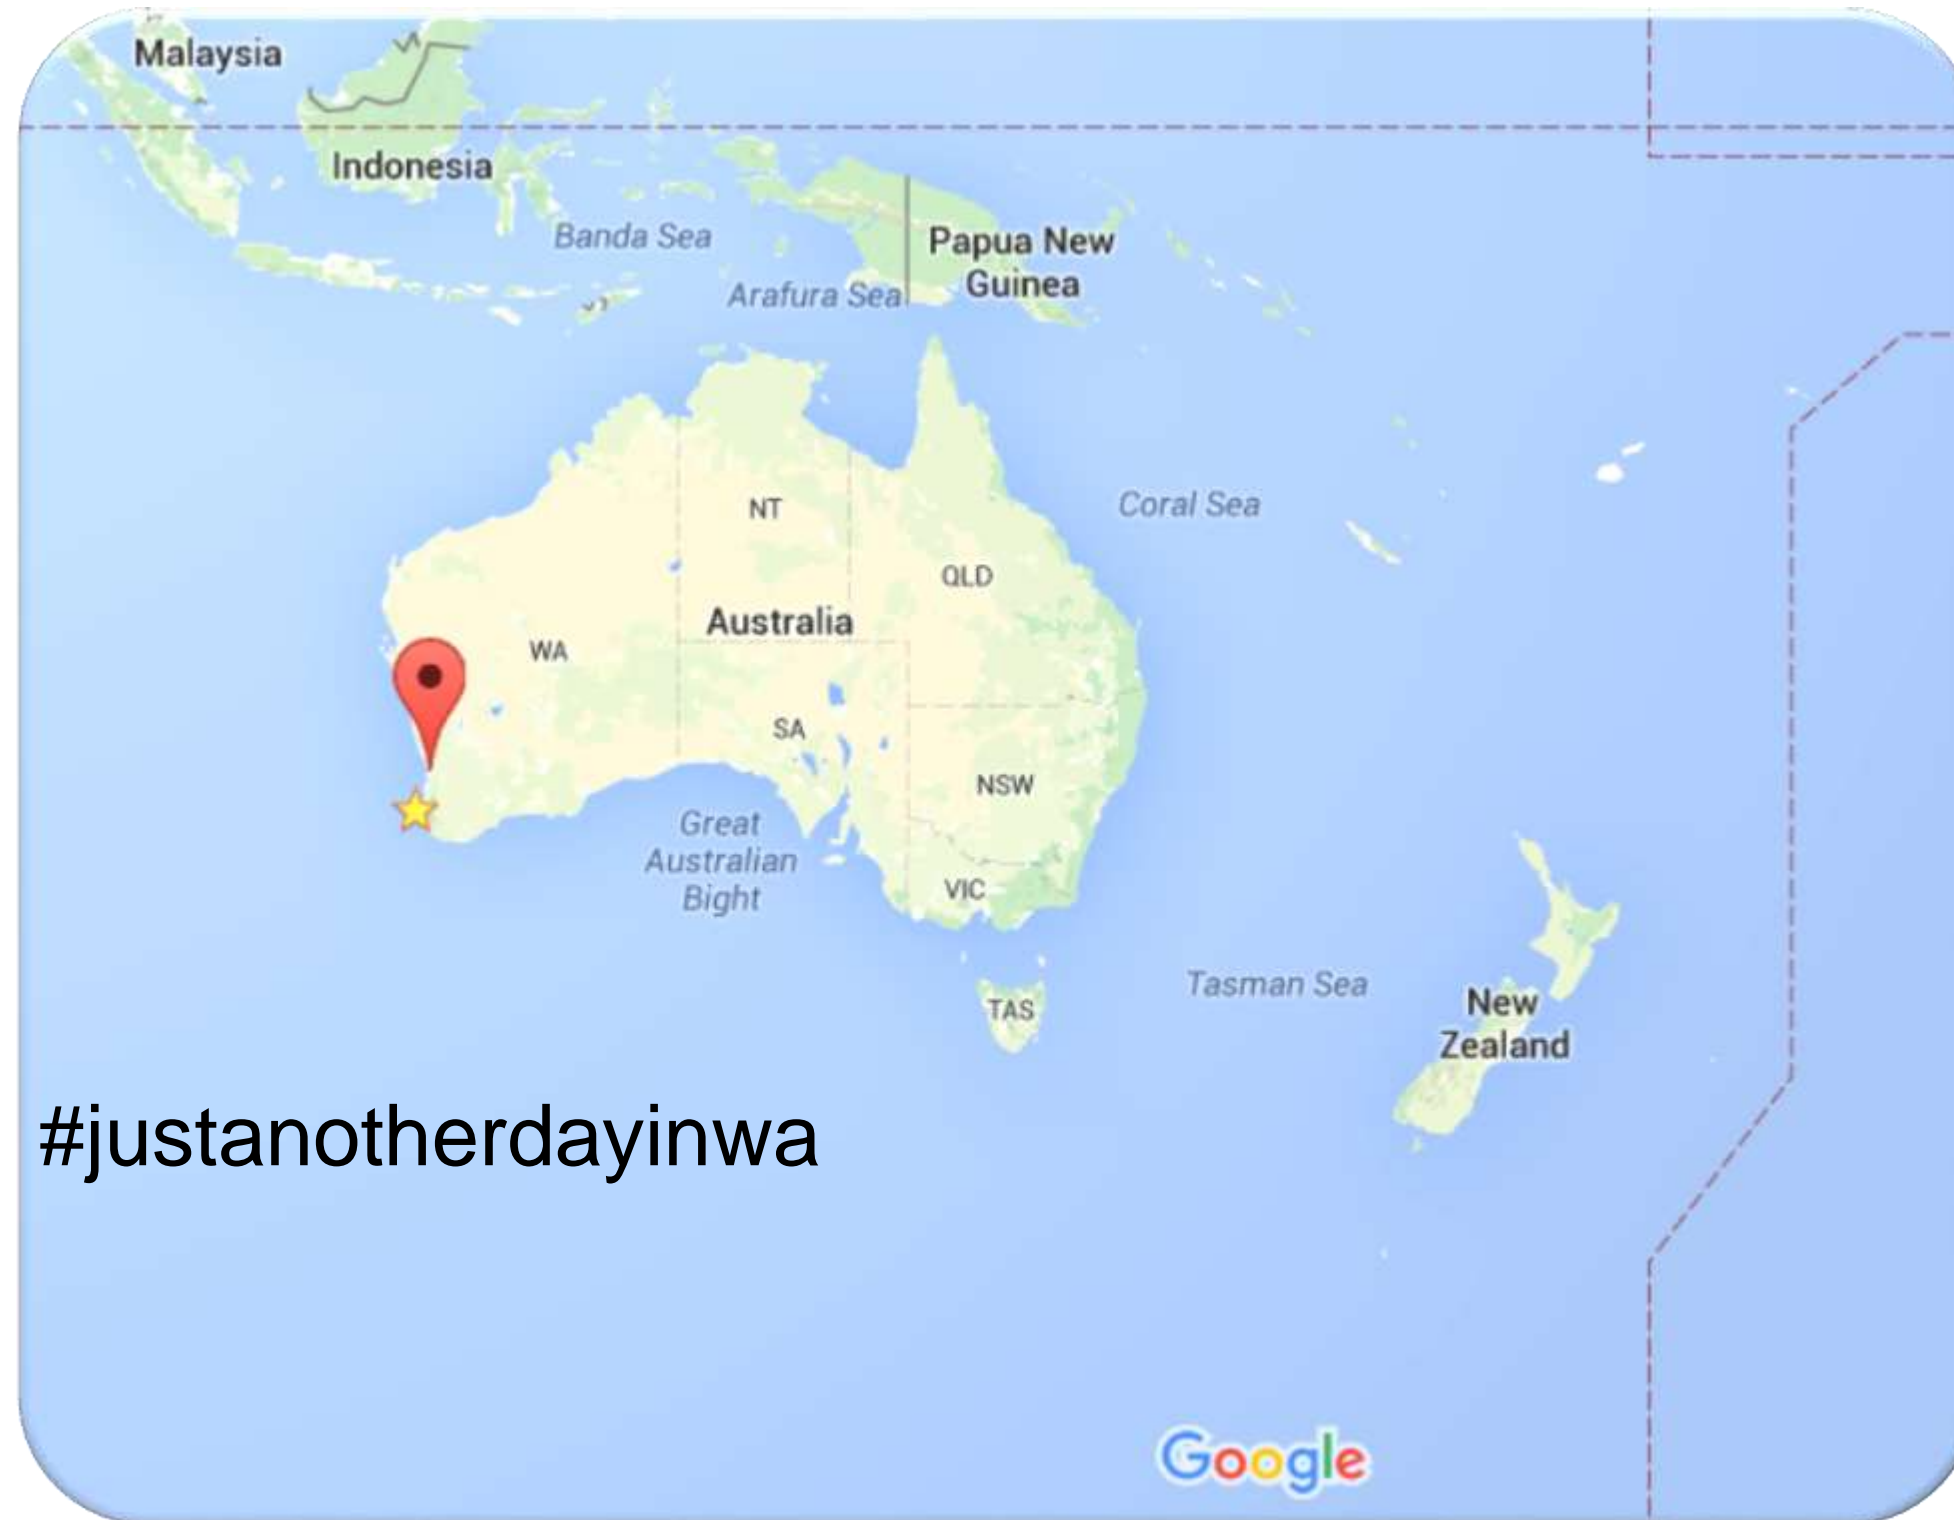 Malaysia
Indonesia
Banda Sea
Papua New
Guinea
Arafura Sea
NT
Coral Sea
QLD
Australia
WA
SA
NSW
Great
Australian
Bight
VIC
Tasman Sea
TAS
New
Zealand
#justanotherdayinwa
Google